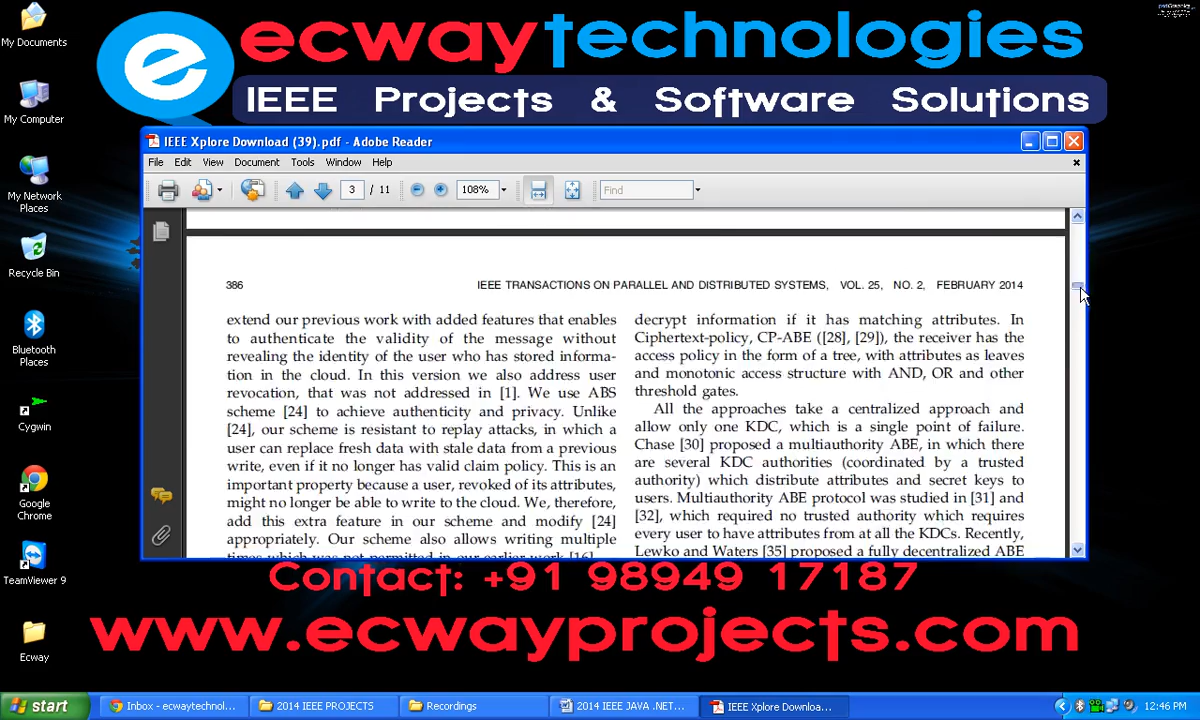 ecwaytechnologies
IEEE Projects & Software Solutions
My Documents
My Computer
My Network
Places
Recycle Bin
Bluetooth
Places
Cygwin
Google
Chrome
TeamViewer 9
Ecway
IEEE Xplore Download (39).pdf - Adobe Reader
File Edit View Document Tools Window Help
3 / 11 108% Find
386 IEEE TRANSACTIONS ON PARALLEL AND DISTRIBUTED SYSTEMS, VOL. 25, NO. 2, FEBRUARY 2014
extend our previous work with added features that enables
to authenticate the validity of the message without
revealing the identity of the user who has stored informa-
tion in the cloud. In this version we also address user
revocation, that was not addressed in [1]. We use ABS
scheme [24] to achieve authenticity and privacy. Unlike
[24], our scheme is resistant to replay attacks, in which a
user can replace fresh data with stale data from a previous
write, even if it no longer has valid claim policy. This is an
important property because a user, revoked of its attributes,
might no longer be able to write to the cloud. We, therefore,
add this extra feature in our scheme and modify [24]
appropriately. Our scheme also allows writing multiple
times which was not permitted in our earlier work [16].
decrypt information if it has matching attributes. In
Ciphertext-policy, CP-ABE ([28], [29]), the receiver has the
access policy in the form of a tree, with attributes as leaves
and monotonic access structure with AND, OR and other
threshold gates.
All the approaches take a centralized approach and
allow only one KDC, which is a single point of failure.
Chase [30] proposed a multiauthority ABE, in which there
are several KDC authorities (coordinated by a trusted
authority) which distribute attributes and secret keys to
users. Multiauthority ABE protocol was studied in [31] and
[32], which required no trusted authority which requires
every user to have attributes from at all the KDCs. Recently,
Lewko and Waters [35] proposed a fully decentralized ABE
Contact: +91 98949 17187
www.ecwayprojects.com
start
Inbox - ecwaytechnol...
2014 IEEE PROJECTS
Recordings
2014 IEEE JAVA .NET...
IEEE Xplore Downloa...
12:46 PM